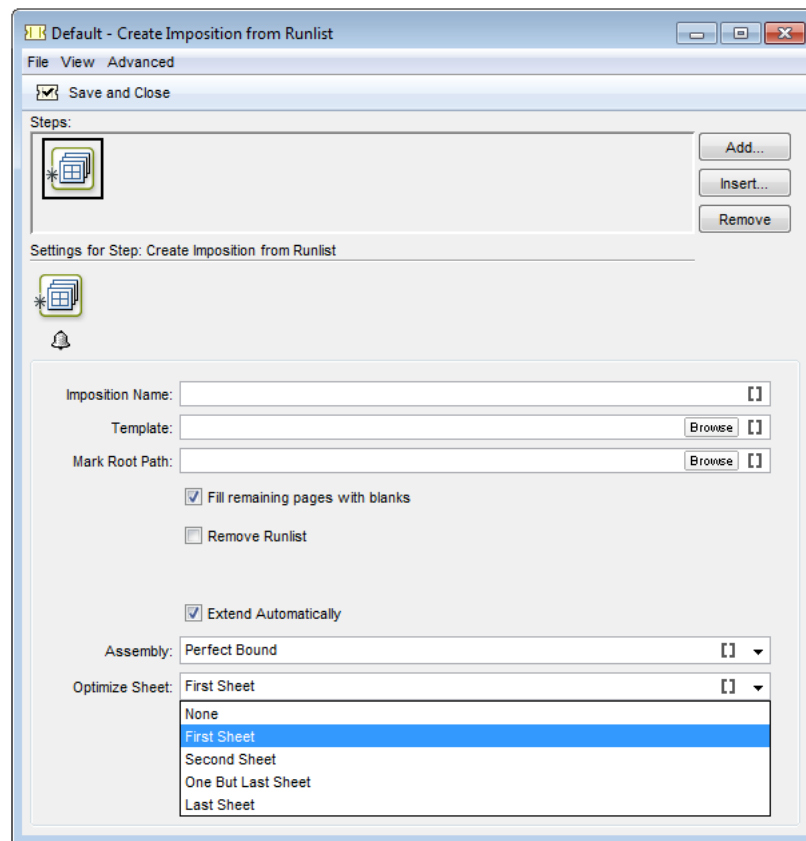 Default - Create Imposition from Runlist
File View Advanced
Save and Close
Steps:
Add...
Insert...
Remove
Settings for Step: Create Imposition from Runlist
Imposition Name: []
Template: Browse []
Mark Root Path: Browse []
Fill remaining pages with blanks
Remove Runlist
Extend Automatically
Assembly: Perfect Bound []
Optimize Sheet: First Sheet []
None
First Sheet
Second Sheet
One But Last Sheet
Last Sheet